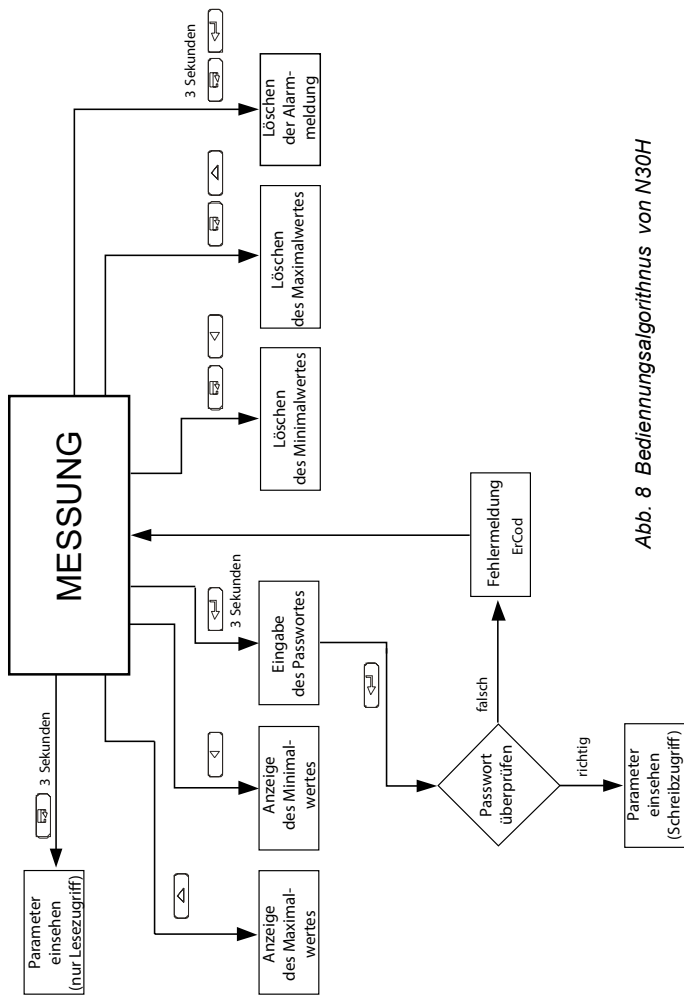 MESSUNG
3 Sekunden
Parameter
einsehen
(nur Lesezugriff)
Anzeige
des Maximal-
wertes
Anzeige
des Minimal-
wertes
3 Sekunden
Eingabe
des Passwortes
Löschen
des Minimalwertes
Löschen
des Maximalwertes
3 Sekunden
Löschen
der Alarm-
meldung
Passwort
überprüfen
falsch
Fehlermeldung
ErCod
richtig
Parameter
einsehen
(Schreibzugriff)
Abb. 8 Bediennungsalgorithnus von N30H